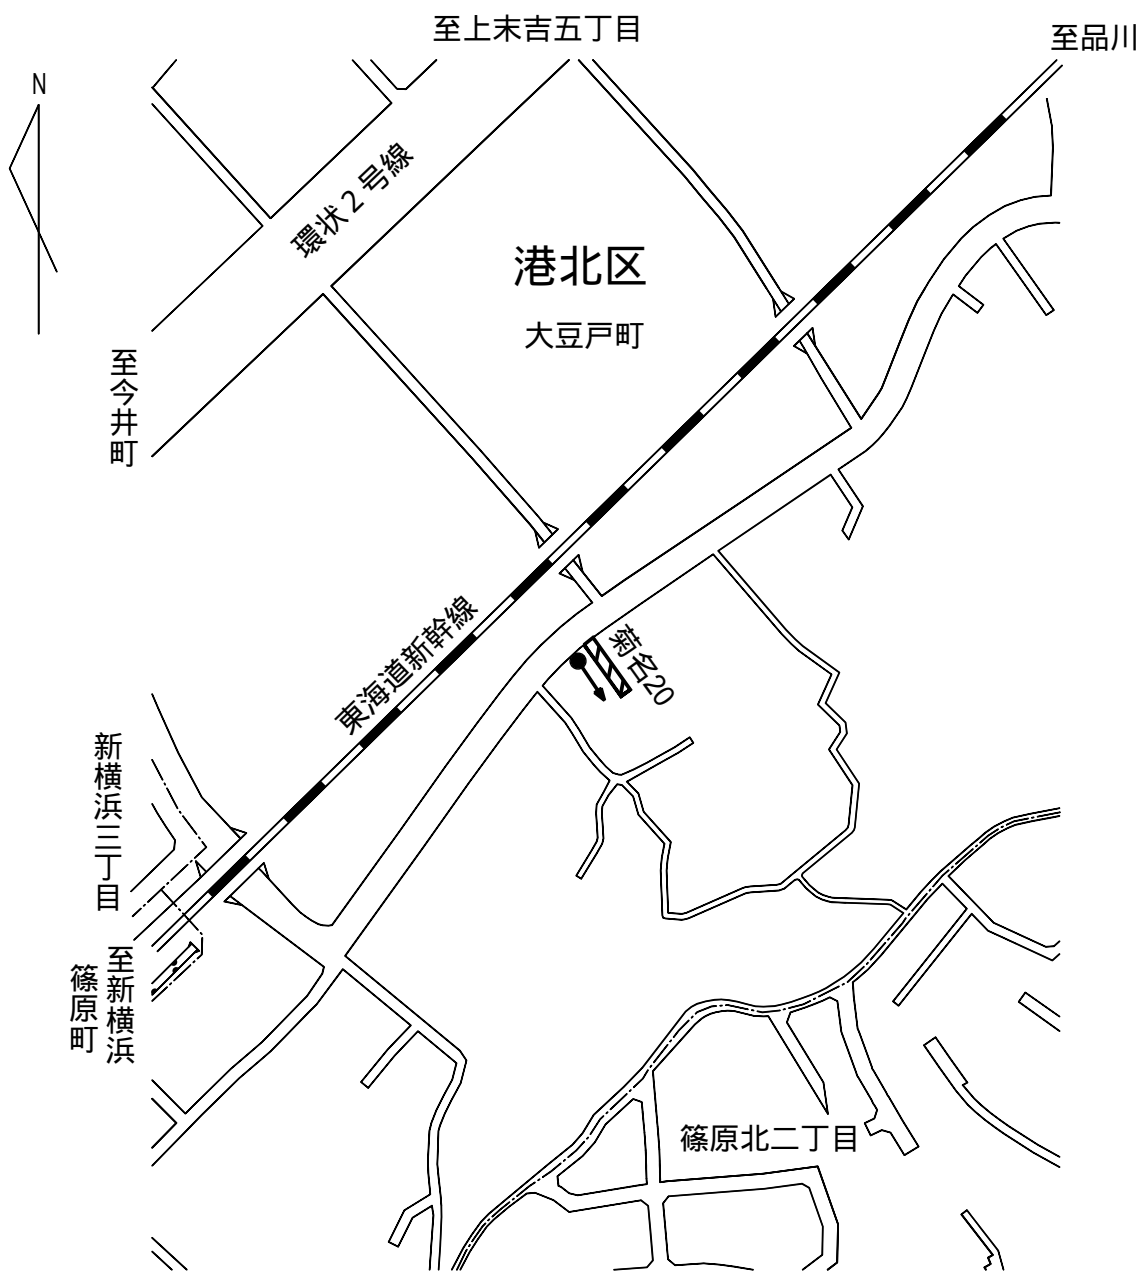 至上末吉五丁目
至品川
N
環状2号線
港北区
大豆戸町
至今井町
東海道新幹線
菊名20
新横浜三丁目
至新横浜
篠原町
篠原北二丁目